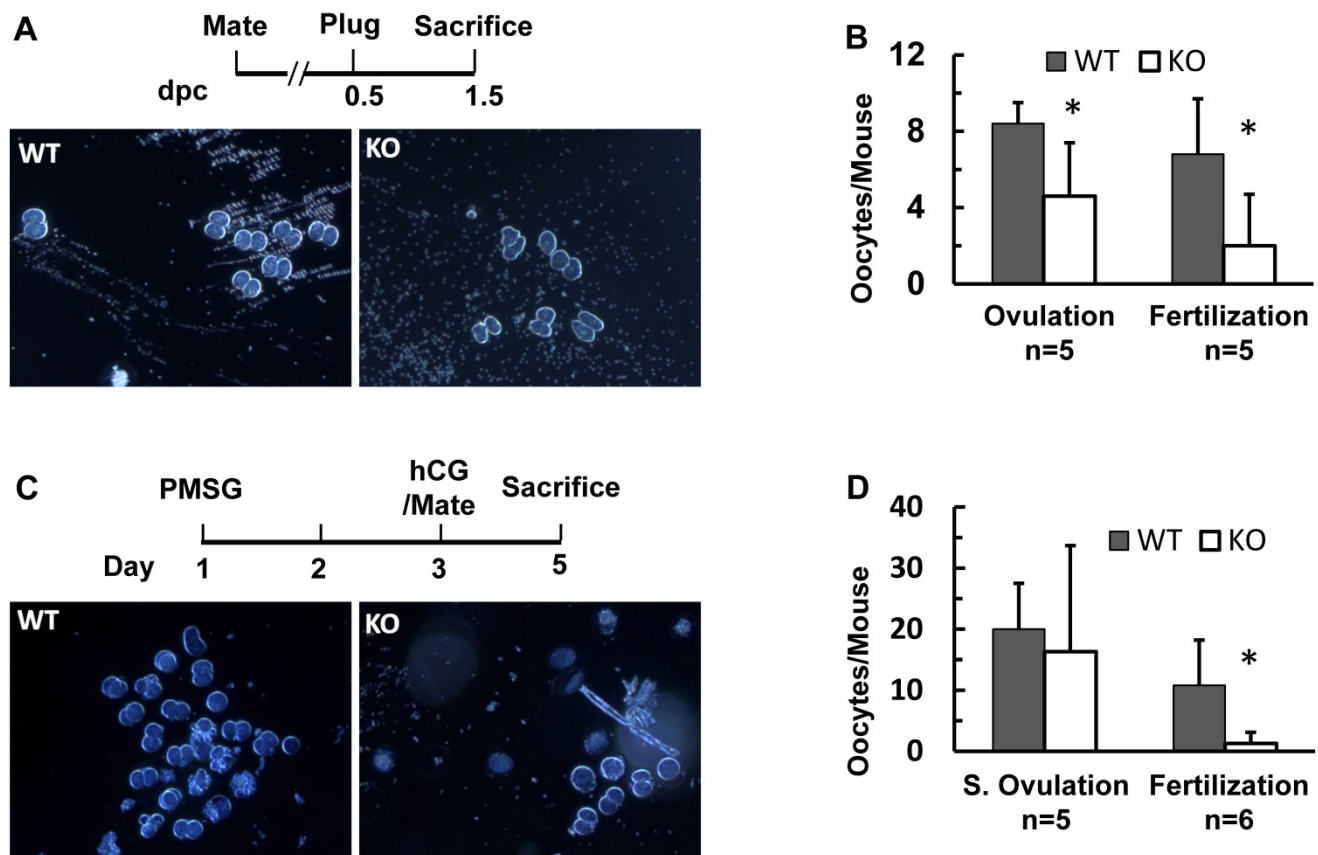 A
Mate Plug Sacrifice
dpc 0.5 1.5
WT
KO
B
12
8
4
0
Oocytes/Mouse
WT KO
*
*
Ovulation Fertilization
n=5 n=5
C
PMSG hCG /Mate Sacrifice
Day 1 2 3 5
WT
KO
D
40
30
20
10
0
Oocytes/Mouse
WT KO
*
S. Ovulation Fertilization
n=5 n=6